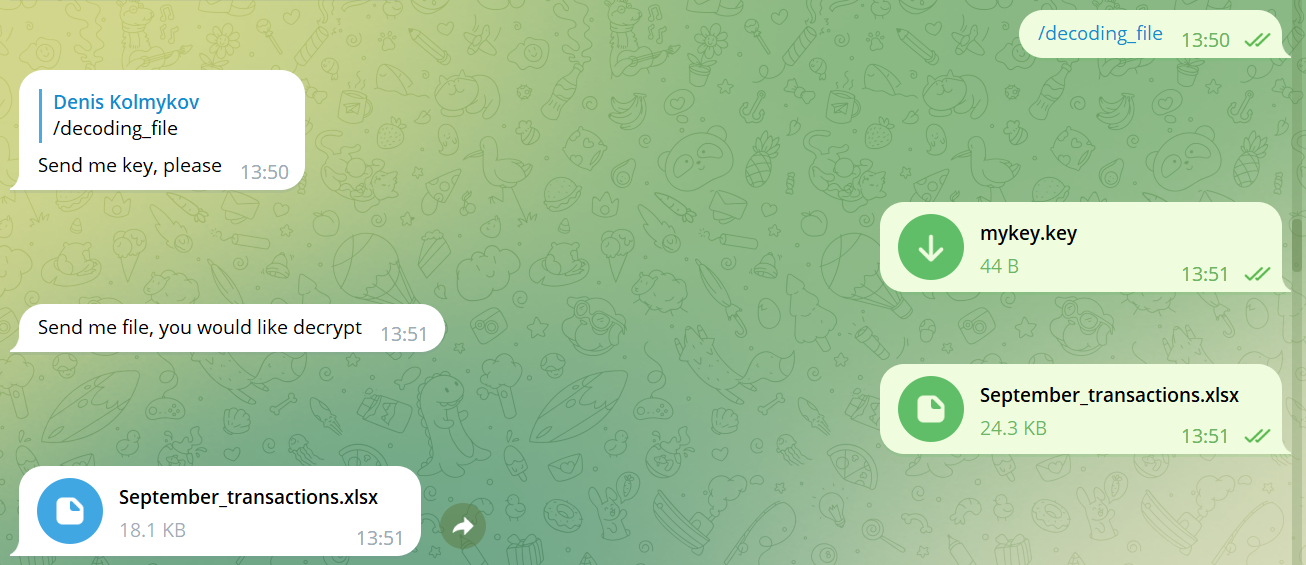 /decoding_file 13:50
Denis Kolmykov
/decoding_file
Send me key, please 13:50
mykey.key
44 B
13:51
Send me file, you would like decrypt 13:51
September_transactions.xlsx
24.3 KB
13:51
September_transactions.xlsx
18.1 KB
13:51